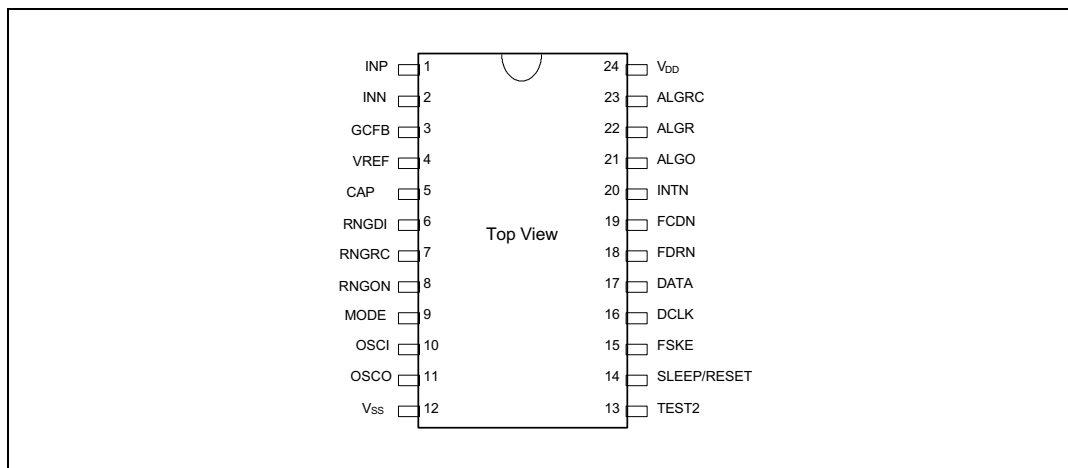 INP 1 24 VDD
INN 2 23 ALGRC
GCFB 3 22 ALGR
VREF 4 21 ALGO
CAP 5 20 INTN
RNGDI 6 19 FCDN
Top View
RNGRC 7 18 FDRN
RNGON 8 17 DATA
MODE 9 16 DCLK
OSCI 10 15 FSKE
OSCO 11 14 SLEEP/RESET
VSS 12 13 TEST2